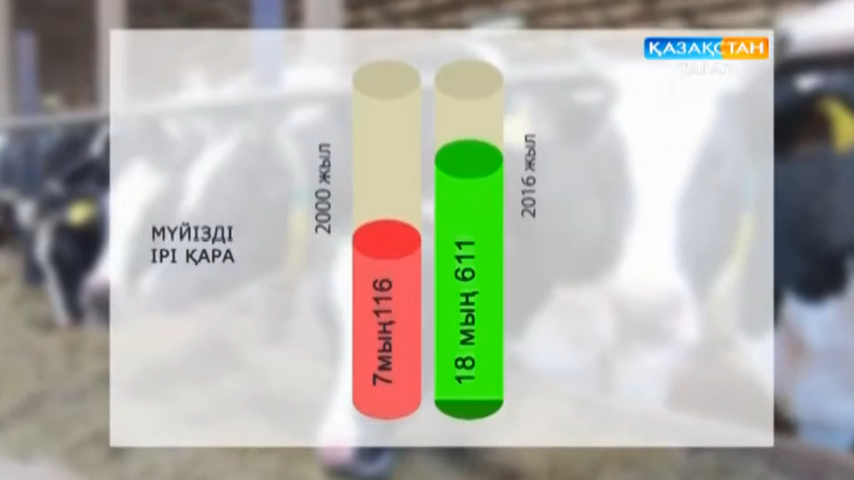 ҚАЗАҚСТАН
МҮЙІЗДІ
ІРІ ҚАРА
2000 жыл
7мың116
18 мың 611
2016 жыл